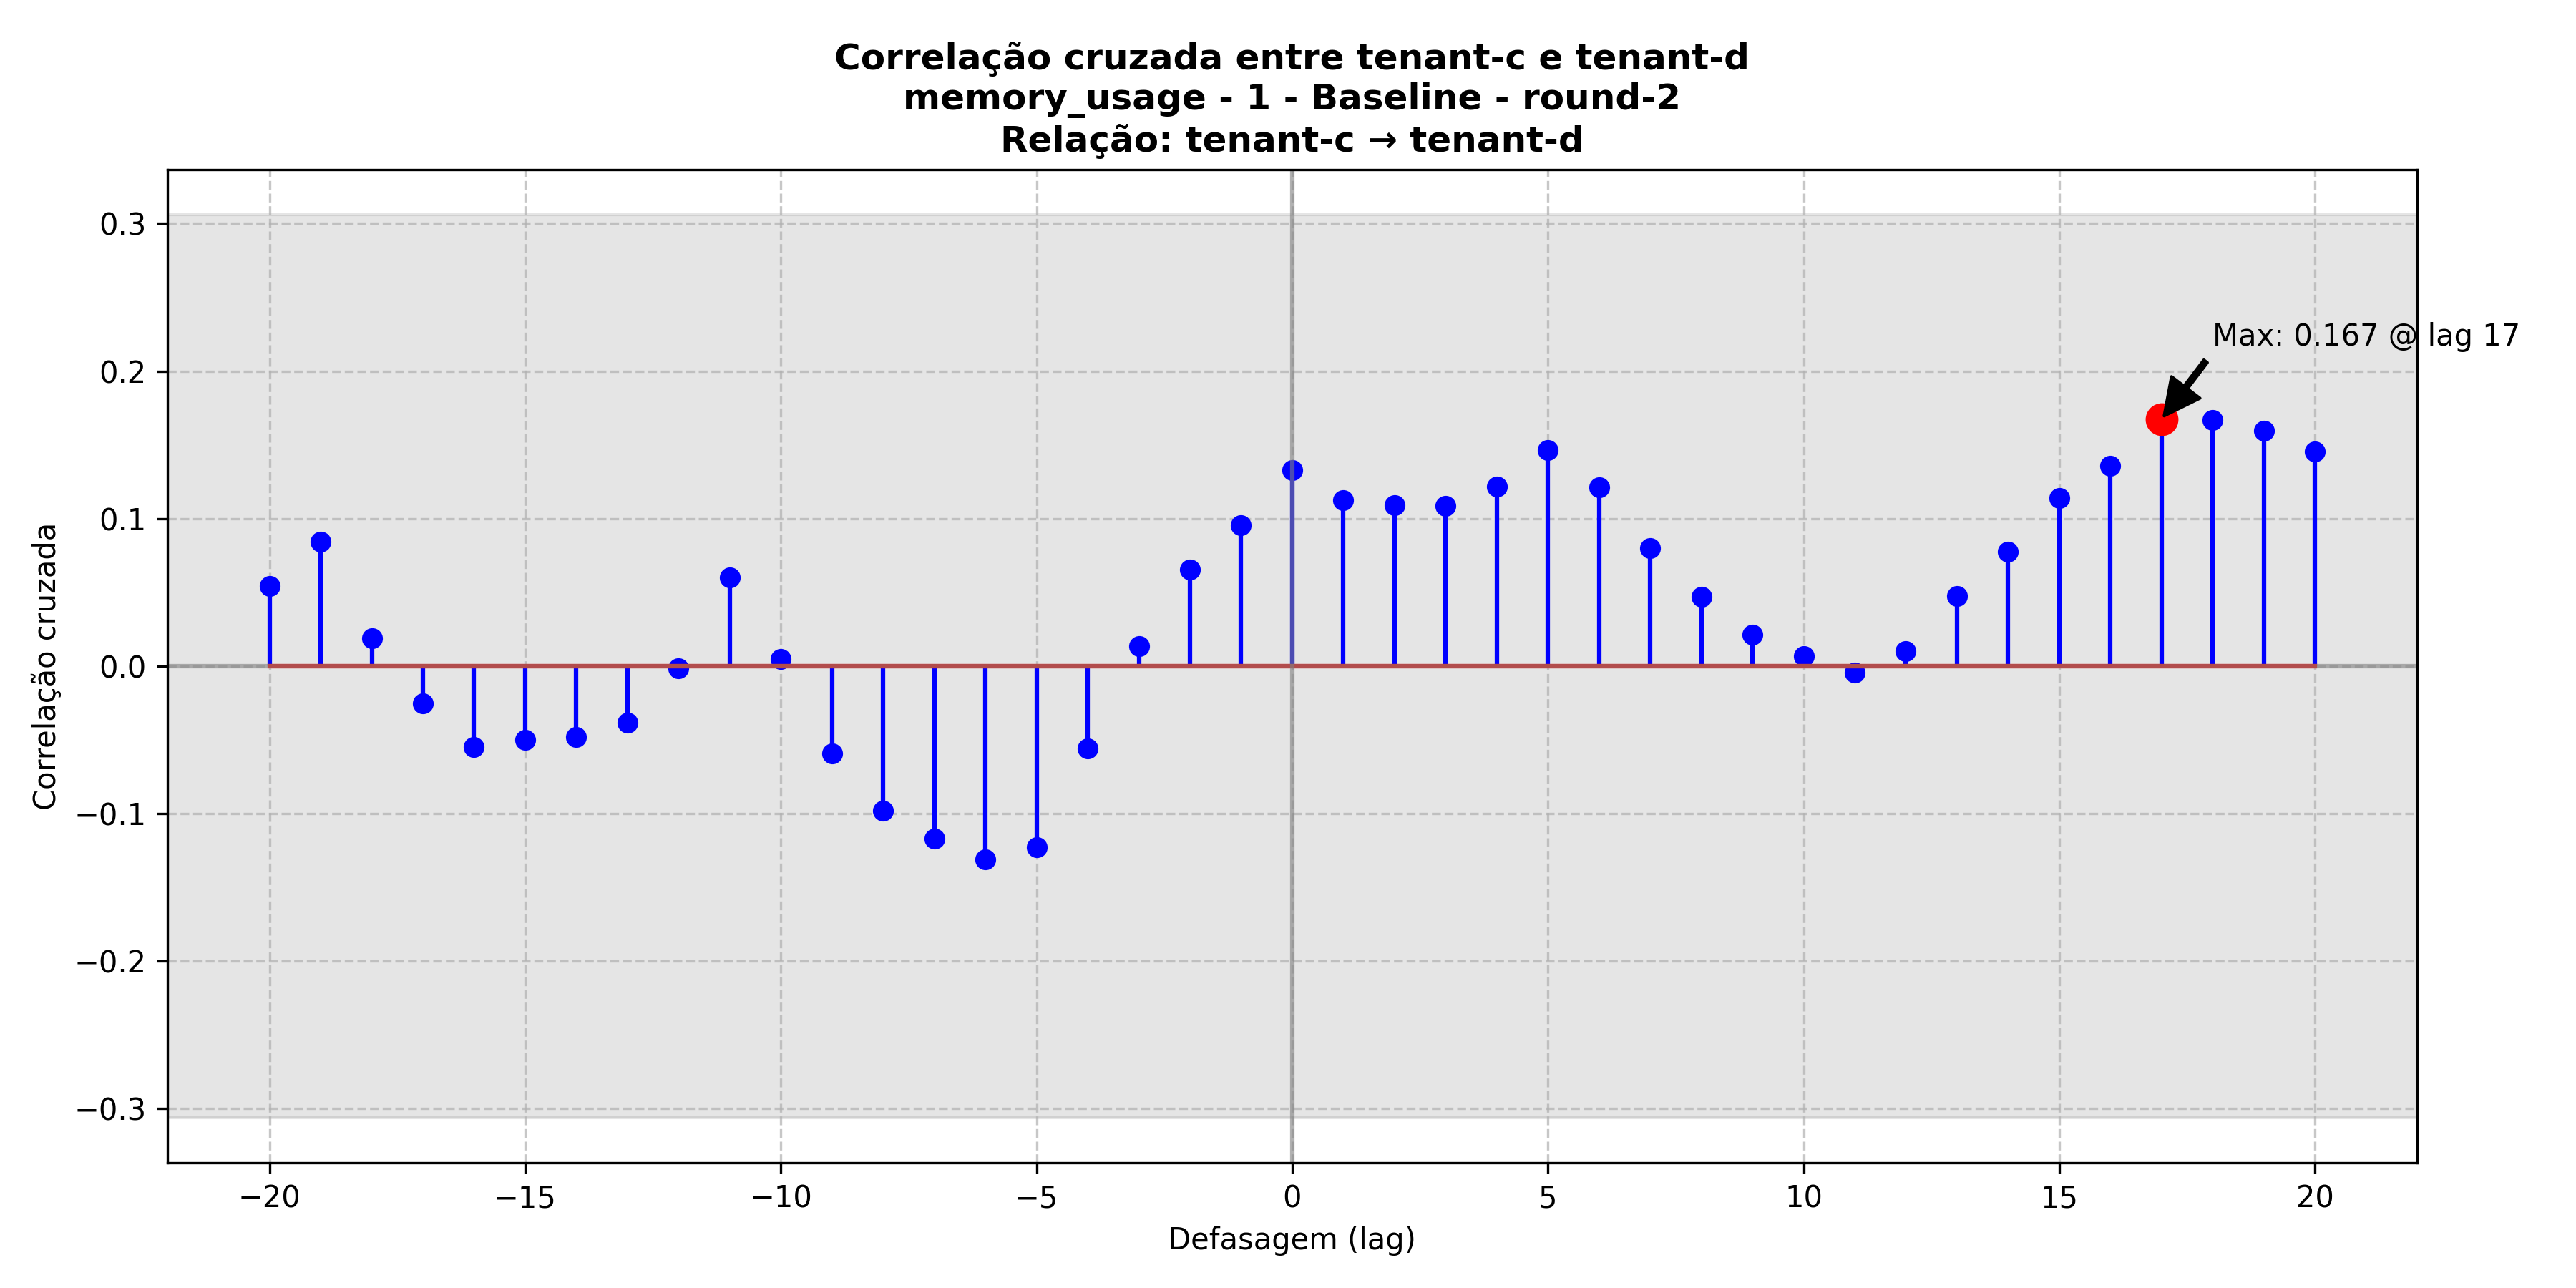 Correlação cruzada entre tenant-c e tenant-d
memory_usage - 1 - Baseline - round-2
Relação: tenant-c → tenant-d
Correlação cruzada
0.3
0.2
0.1
0.0
−0.1
−0.2
−0.3
Max: 0.167 @ lag 17
−20
−15
−10
−5
0
5
10
15
20
Defasagem (lag)